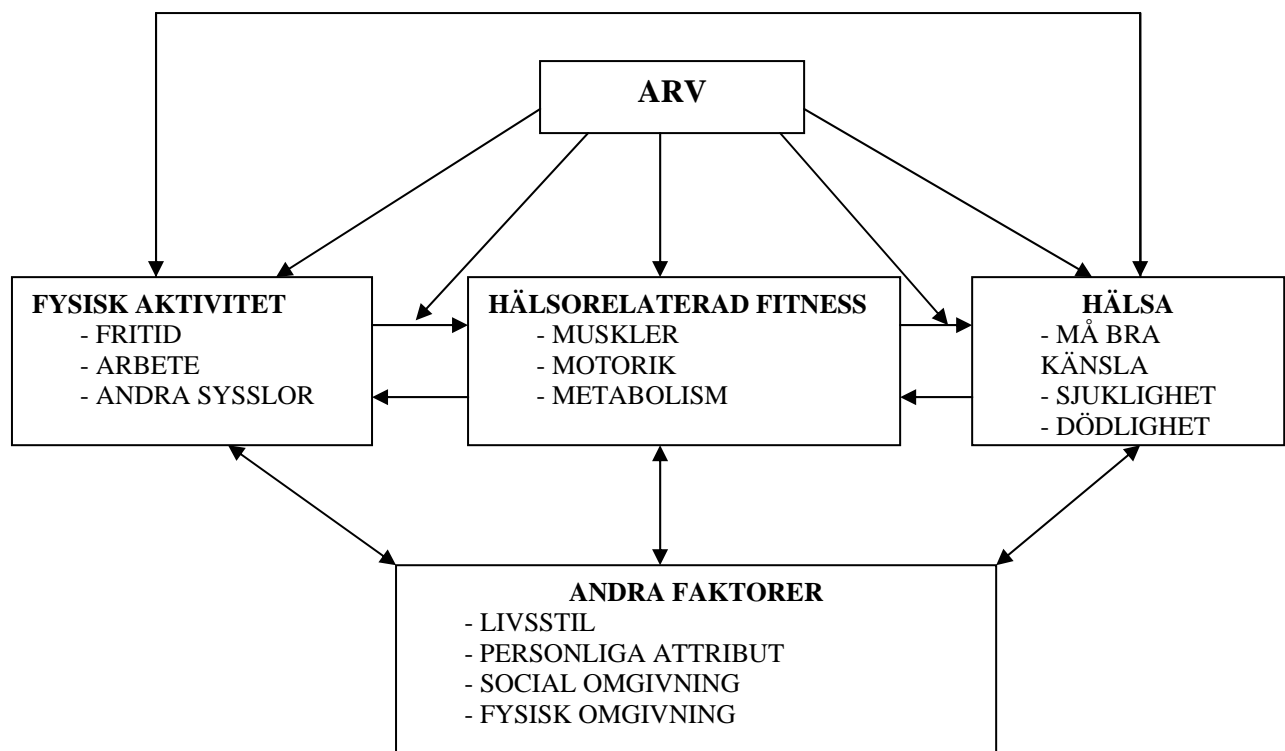 ARV
FYSISK AKTIVITET
- FRITID
- ARBETE
- ANDRA SYSSLOR
HÄLSORELATERAD FITNESS
- MUSKLER
- MOTORIK
- METABOLISM
HÄLSA
- MÅ BRA
KÄNSLA
- SJUKLIGHET
- DÖDLIGHET
ANDRA FAKTORER
- LIVSSTIL
- PERSONLIGA ATTRIBUT
- SOCIAL OMGIVNING
- FYSISK OMGIVNING